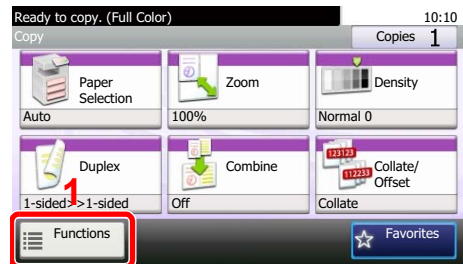 Ready to copy. (Full Color)
10:10
Copy
Copies 1
Paper
Selection
Auto
Zoom
100%
Density
Normal 0
Duplex
1-sided>>1-sided
Combine
Off
123123
112233
Collate/
Offset
Collate
1
Functions
Favorites